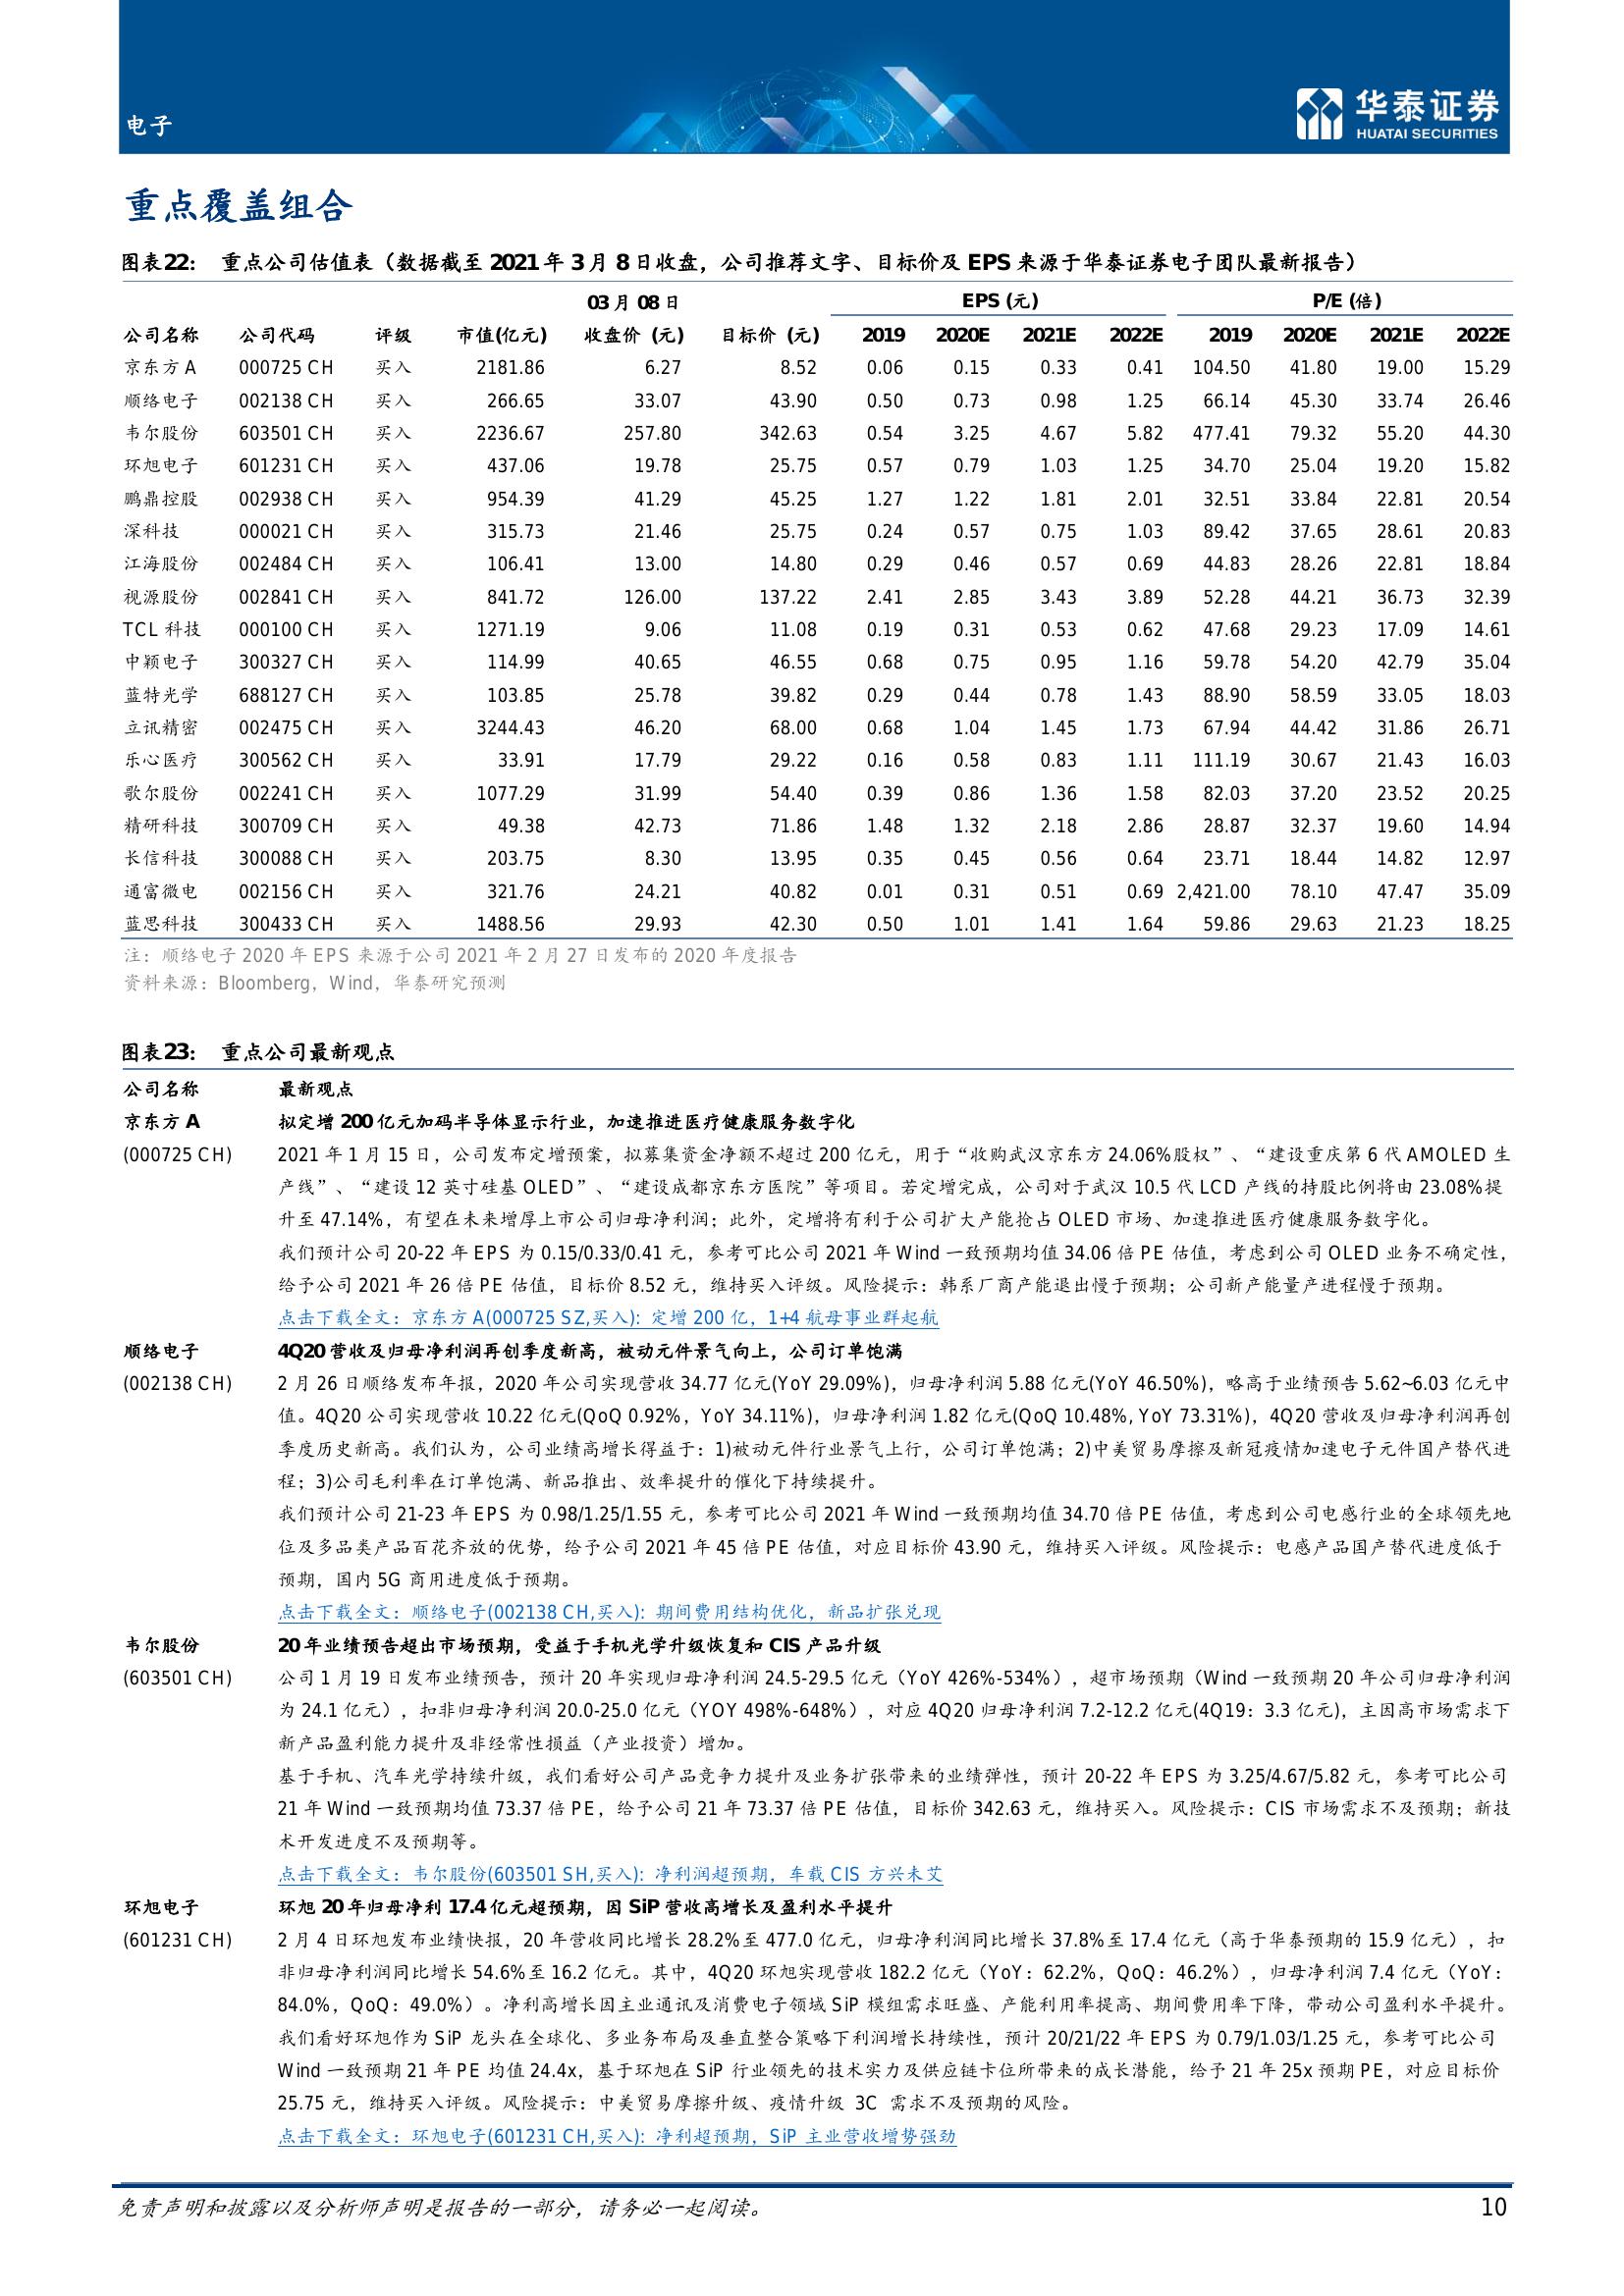 电子
华泰证券
HUATAI SECURITIES
重点覆盖组合
图表22: 重点公司估值表（数据截至 2021 年 3 月 8 日收盘，公司推荐文字、目标价及 EPS 来源于华泰证券电子团队最新报告）
03 月 08 日 EPS (元) P/E (倍)
公司名称 公司代码 评级 市值(亿元) 收盘价 (元) 目标价 (元) 2019 2020E 2021E 2022E 2019 2020E 2021E 2022E
京东方 A 000725 CH 买入 2181.86 6.27 8.52 0.06 0.15 0.33 0.41 104.50 41.80 19.00 15.29
顺络电子 002138 CH 买入 266.65 33.07 43.90 0.50 0.73 0.98 1.25 66.14 45.30 33.74 26.46
韦尔股份 603501 CH 买入 2236.67 257.80 342.63 0.54 3.25 4.67 5.82 477.41 79.32 55.20 44.30
环旭电子 601231 CH 买入 437.06 19.78 25.75 0.57 0.79 1.03 1.25 34.70 25.04 19.20 15.82
鹏鼎控股 002938 CH 买入 954.39 41.29 45.25 1.27 1.22 1.81 2.01 32.51 33.84 22.81 20.54
深科技 000021 CH 买入 315.73 21.46 25.75 0.24 0.57 0.75 1.03 89.42 37.65 28.61 20.83
江海股份 002484 CH 买入 106.41 13.00 14.80 0.29 0.46 0.57 0.69 44.83 28.26 22.81 18.84
视源股份 002841 CH 买入 841.72 126.00 137.22 2.41 2.85 3.43 3.89 52.28 44.21 36.73 32.39
TCL 科技 000100 CH 买入 1271.19 9.06 11.08 0.19 0.31 0.53 0.62 47.68 29.23 17.09 14.61
中颖电子 300327 CH 买入 114.99 40.65 46.55 0.68 0.75 0.95 1.16 59.78 54.20 42.79 35.04
蓝特光学 688127 CH 买入 103.85 25.78 39.82 0.29 0.44 0.78 1.43 88.90 58.59 33.05 18.03
立讯精密 002475 CH 买入 3244.43 46.20 68.00 0.68 1.04 1.45 1.73 67.94 44.42 31.86 26.71
乐心医疗 300562 CH 买入 33.91 17.79 29.22 0.16 0.58 0.83 1.11 111.19 30.67 21.43 16.03
歌尔股份 002241 CH 买入 1077.29 31.99 54.40 0.39 0.86 1.36 1.58 82.03 37.20 23.52 20.25
精研科技 300709 CH 买入 49.38 42.73 71.86 1.48 1.32 2.18 2.86 28.87 32.37 19.60 14.94
长信科技 300088 CH 买入 203.75 8.30 13.95 0.35 0.45 0.56 0.64 23.71 18.44 14.82 12.97
通富微电 002156 CH 买入 321.76 24.21 40.82 0.01 0.31 0.51 0.69 2,421.00 78.10 47.47 35.09
蓝思科技 300433 CH 买入 1488.56 29.93 42.30 0.50 1.01 1.41 1.64 59.86 29.63 21.23 18.25
注：顺络电子 2020 年 EPS 来源于公司 2021 年 2 月 27 日发布的 2020 年度报告
资料来源：Bloomberg，Wind，华泰研究预测
图表23: 重点公司最新观点
公司名称 最新观点
京东方 A 拟定增 200 亿元加码半导体显示行业，加速推进医疗健康服务数字化
(000725 CH) 2021 年 1 月 15 日，公司发布定增预案，拟募集资金净额不超过 200 亿元，用于“收购武汉京东方 24.06%股权”、“建设重庆第 6 代 AMOLED 生
产线”、“建设 12 英寸硅基 OLED”、“建设成都京东方医院”等项目。若定增完成，公司对于武汉 10.5 代 LCD 产线的持股比例将由 23.08%提
升至 47.14%，有望在未来增厚上市公司归母净利润；此外，定增将有利于公司扩大产能抢占 OLED 市场、加速推进医疗健康服务数字化。
我们预计公司 20-22 年 EPS 为 0.15/0.33/0.41 元，参考可比公司 2021 年 Wind 一致预期均值 34.06 倍 PE 估值，考虑到公司 OLED 业务不确定性，
给予公司 2021 年 26 倍 PE 估值，目标价 8.52 元，维持买入评级。风险提示：韩系厂商产能退出慢于预期；公司新产能量产进程慢于预期。
点击下载全文：京东方 A(000725 SZ,买入): 定增 200 亿，1+4 航母事业群起航
顺络电子 4Q20 营收及归母净利润再创季度新高，被动元件景气向上，公司订单饱满
(002138 CH) 2 月 26 日顺络发布年报，2020 年公司实现营收 34.77 亿元(YoY 29.09%)，归母净利润 5.88 亿元(YoY 46.50%)，略高于业绩预告 5.62~6.03 亿元中
值。4Q20 公司实现营收 10.22 亿元(QoQ 0.92%，YoY 34.11%)，归母净利润 1.82 亿元(QoQ 10.48%, YoY 73.31%)，4Q20 营收及归母净利润再创
季度历史新高。我们认为，公司业绩高增长得益于：1)被动元件行业景气上行，公司订单饱满；2)中美贸易摩擦及新冠疫情加速电子元件国产替代进
程；3)公司毛利率在订单饱满、新品推出、效率提升的催化下持续提升。
我们预计公司 21-23 年 EPS 为 0.98/1.25/1.55 元，参考可比公司 2021 年 Wind 一致预期均值 34.70 倍 PE 估值，考虑到公司电感行业的全球领先地
位及多品类产品百花齐放的优势，给予公司 2021 年 45 倍 PE 估值，对应目标价 43.90 元，维持买入评级。风险提示：电感产品国产替代进度低于
预期，国内 5G 商用进度低于预期。
点击下载全文：顺络电子(002138 CH,买入): 期间费用结构优化，新品扩张兑现
韦尔股份 20 年业绩预告超出市场预期，受益于手机光学升级恢复和 CIS 产品升级
(603501 CH) 公司 1 月 19 日发布业绩预告，预计 20 年实现归母净利润 24.5-29.5 亿元（YoY 426%-534%），超市场预期（Wind 一致预期 20 年公司归母净利润
为 24.1 亿元），扣非归母净利润 20.0-25.0 亿元（YOY 498%-648%），对应 4Q20 归母净利润 7.2-12.2 亿元(4Q19：3.3 亿元)，主因高市场需求下
新产品盈利能力提升及非经常性损益（产业投资）增加。
基于手机、汽车光学持续升级，我们看好公司产品竞争力提升及业务扩张带来的业绩弹性，预计 20-22 年 EPS 为 3.25/4.67/5.82 元，参考可比公司
21 年 Wind 一致预期均值 73.37 倍 PE，给予公司 21 年 73.37 倍 PE 估值，目标价 342.63 元，维持买入。风险提示：CIS 市场需求不及预期；新技
术开发进度不及预期等。
点击下载全文：韦尔股份(603501 SH,买入): 净利润超预期，车载 CIS 方兴未艾
环旭电子 环旭 20 年归母净利 17.4 亿元超预期，因 SiP 营收高增长及盈利水平提升
(601231 CH) 2 月 4 日环旭发布业绩快报，20 年营收同比增长 28.2%至 477.0 亿元，归母净利润同比增长 37.8%至 17.4 亿元（高于华泰预期的 15.9 亿元），扣
非归母净利润同比增长 54.6%至 16.2 亿元。其中，4Q20 环旭实现营收 182.2 亿元（YoY：62.2%，QoQ：46.2%），归母净利润 7.4 亿元（YoY：
84.0%，QoQ：49.0%）。净利高增长因主业通讯及消费电子领域 SiP 模组需求旺盛、产能利用率提高、期间费用率下降，带动公司盈利水平提升。
我们看好环旭作为 SiP 龙头在全球化、多业务布局及垂直整合策略下利润增长持续性，预计 20/21/22 年 EPS 为 0.79/1.03/1.25 元，参考可比公司
Wind 一致预期 21 年 PE 均值 24.4x，基于环旭在 SiP 行业领先的技术实力及供应链卡位所带来的成长潜能，给予 21 年 25x 预期 PE，对应目标价
25.75 元，维持买入评级。风险提示：中美贸易摩擦升级、疫情升级 3C 需求不及预期的风险。
点击下载全文：环旭电子(601231 CH,买入): 净利超预期，SiP 主业营收增势强劲
免责声明和披露以及分析师声明是报告的一部分，请务必一起阅读。 10